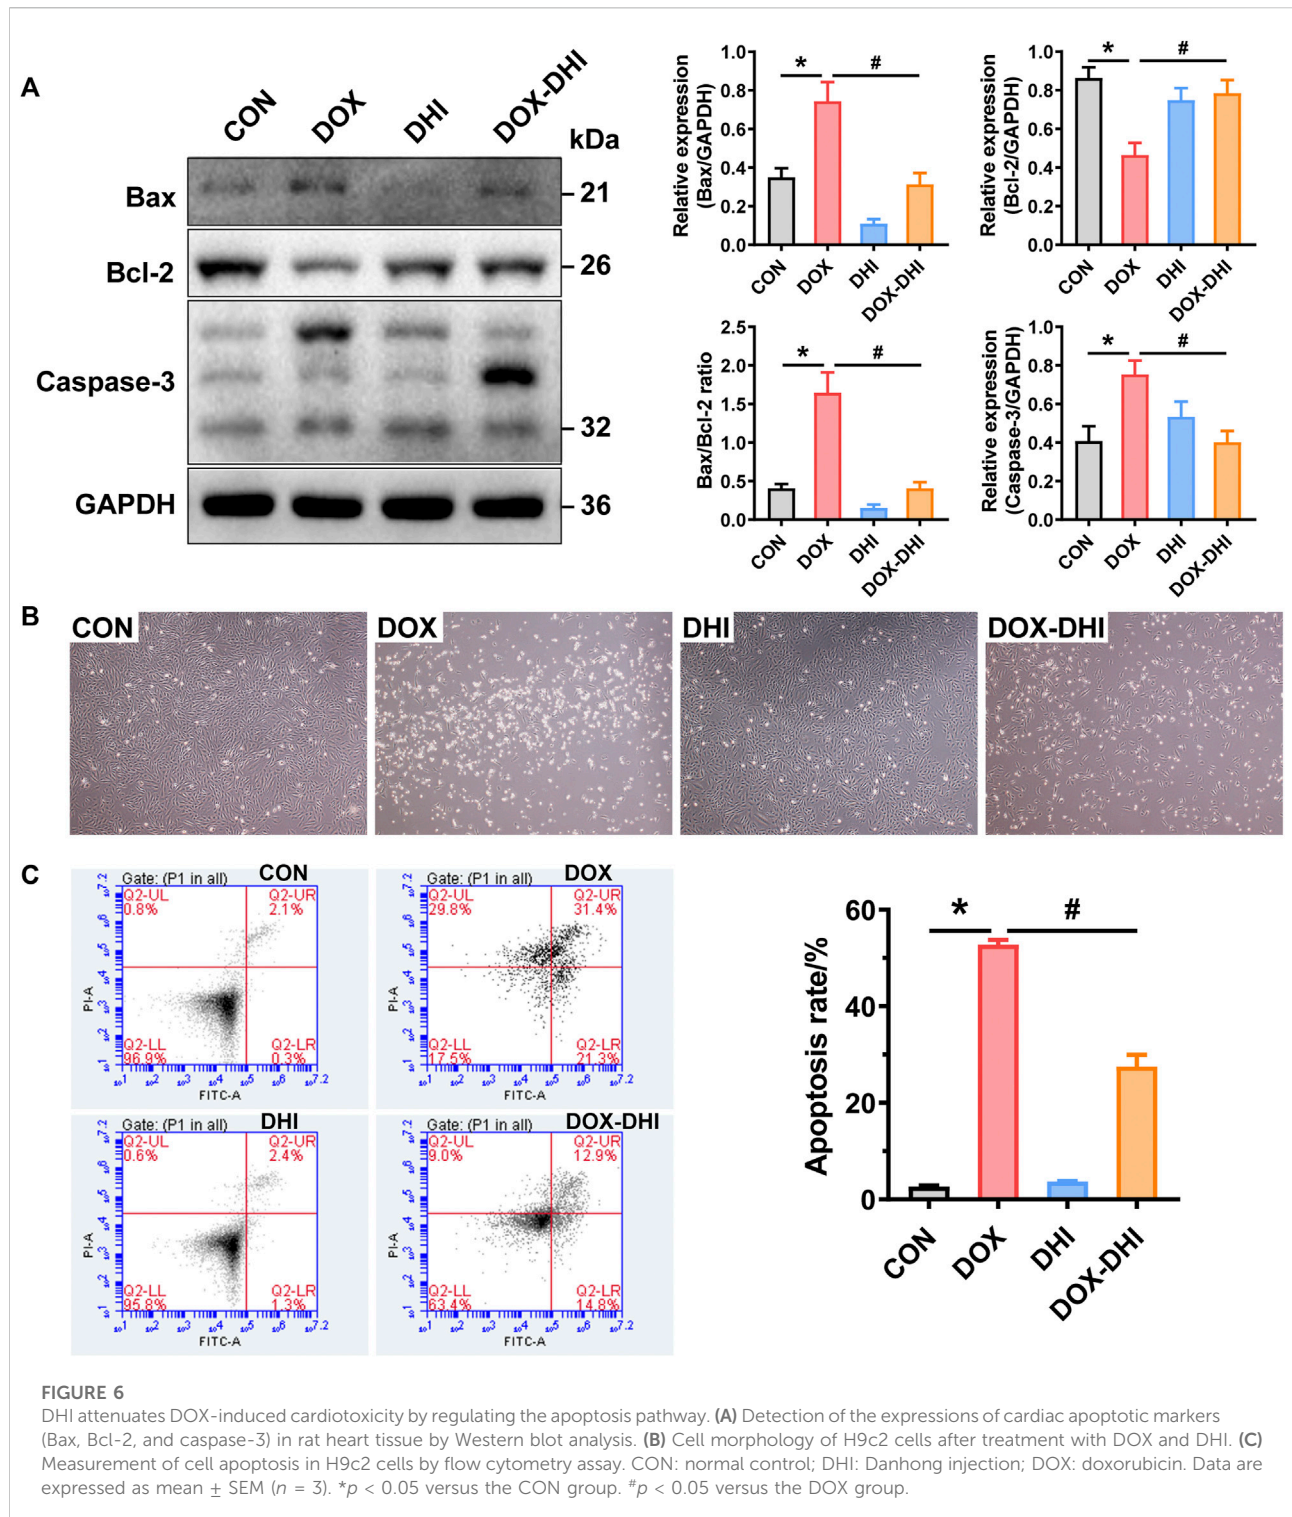 A
CON
DOX
DHI
DOX-DHI
kDa
Bax
21
Bcl-2
26
Caspase-3
32
GAPDH
36
Relative expression
(Bax/GAPDH)
1.0
0.8
0.6
0.4
0.2
0.0
*
#
CON
DOX
DHI
DOX-DHI
Relative expression
(Bcl-2/GAPDH)
1.0
0.8
0.6
0.4
0.2
0.0
*
#
CON
DOX
DHI
DOX-DHI
Bax/Bcl-2 ratio
2.5
2.0
1.5
1.0
0.5
0.0
*
#
CON
DOX
DHI
DOX-DHI
Relative expression
(Caspase-3/GAPDH)
1.0
0.8
0.6
0.4
0.2
0.0
*
#
CON
DOX
DHI
DOX-DHI
B
CON
DOX
DHI
DOX-DHI
C
Gate: (P1 in all) CON
Q2-UL Q2-UR
0.8% 2.1%
Q2-LL Q2-LR
96.9% 0.3%
PI-A
FITC-A
Gate: (P1 in all) DOX
Q2-UL Q2-UR
29.8% 31.4%
Q2-LL Q2-LR
17.5% 21.3%
PI-A
FITC-A
Gate: (P1 in all) DHI
Q2-UL Q2-UR
0.6% 2.4%
Q2-LL Q2-LR
95.8% 1.3%
PI-A
FITC-A
Gate: (P1 in all) DOX-DHI
Q2-UL Q2-UR
9.0% 12.9%
Q2-LL Q2-LR
63.4% 14.8%
PI-A
FITC-A
Apoptosis rate/%
60
40
20
0
*
#
CON
DOX
DHI
DOX-DHI
FIGURE 6
DHI attenuates DOX-induced cardiotoxicity by regulating the apoptosis pathway. (A) Detection of the expressions of cardiac apoptotic markers
(Bax, Bcl-2, and caspase-3) in rat heart tissue by Western blot analysis. (B) Cell morphology of H9c2 cells after treatment with DOX and DHI. (C)
Measurement of cell apoptosis in H9c2 cells by flow cytometry assay. CON: normal control; DHI: Danhong injection; DOX: doxorubicin. Data are
expressed as mean ± SEM (n = 3). *p < 0.05 versus the CON group. #p < 0.05 versus the DOX group.